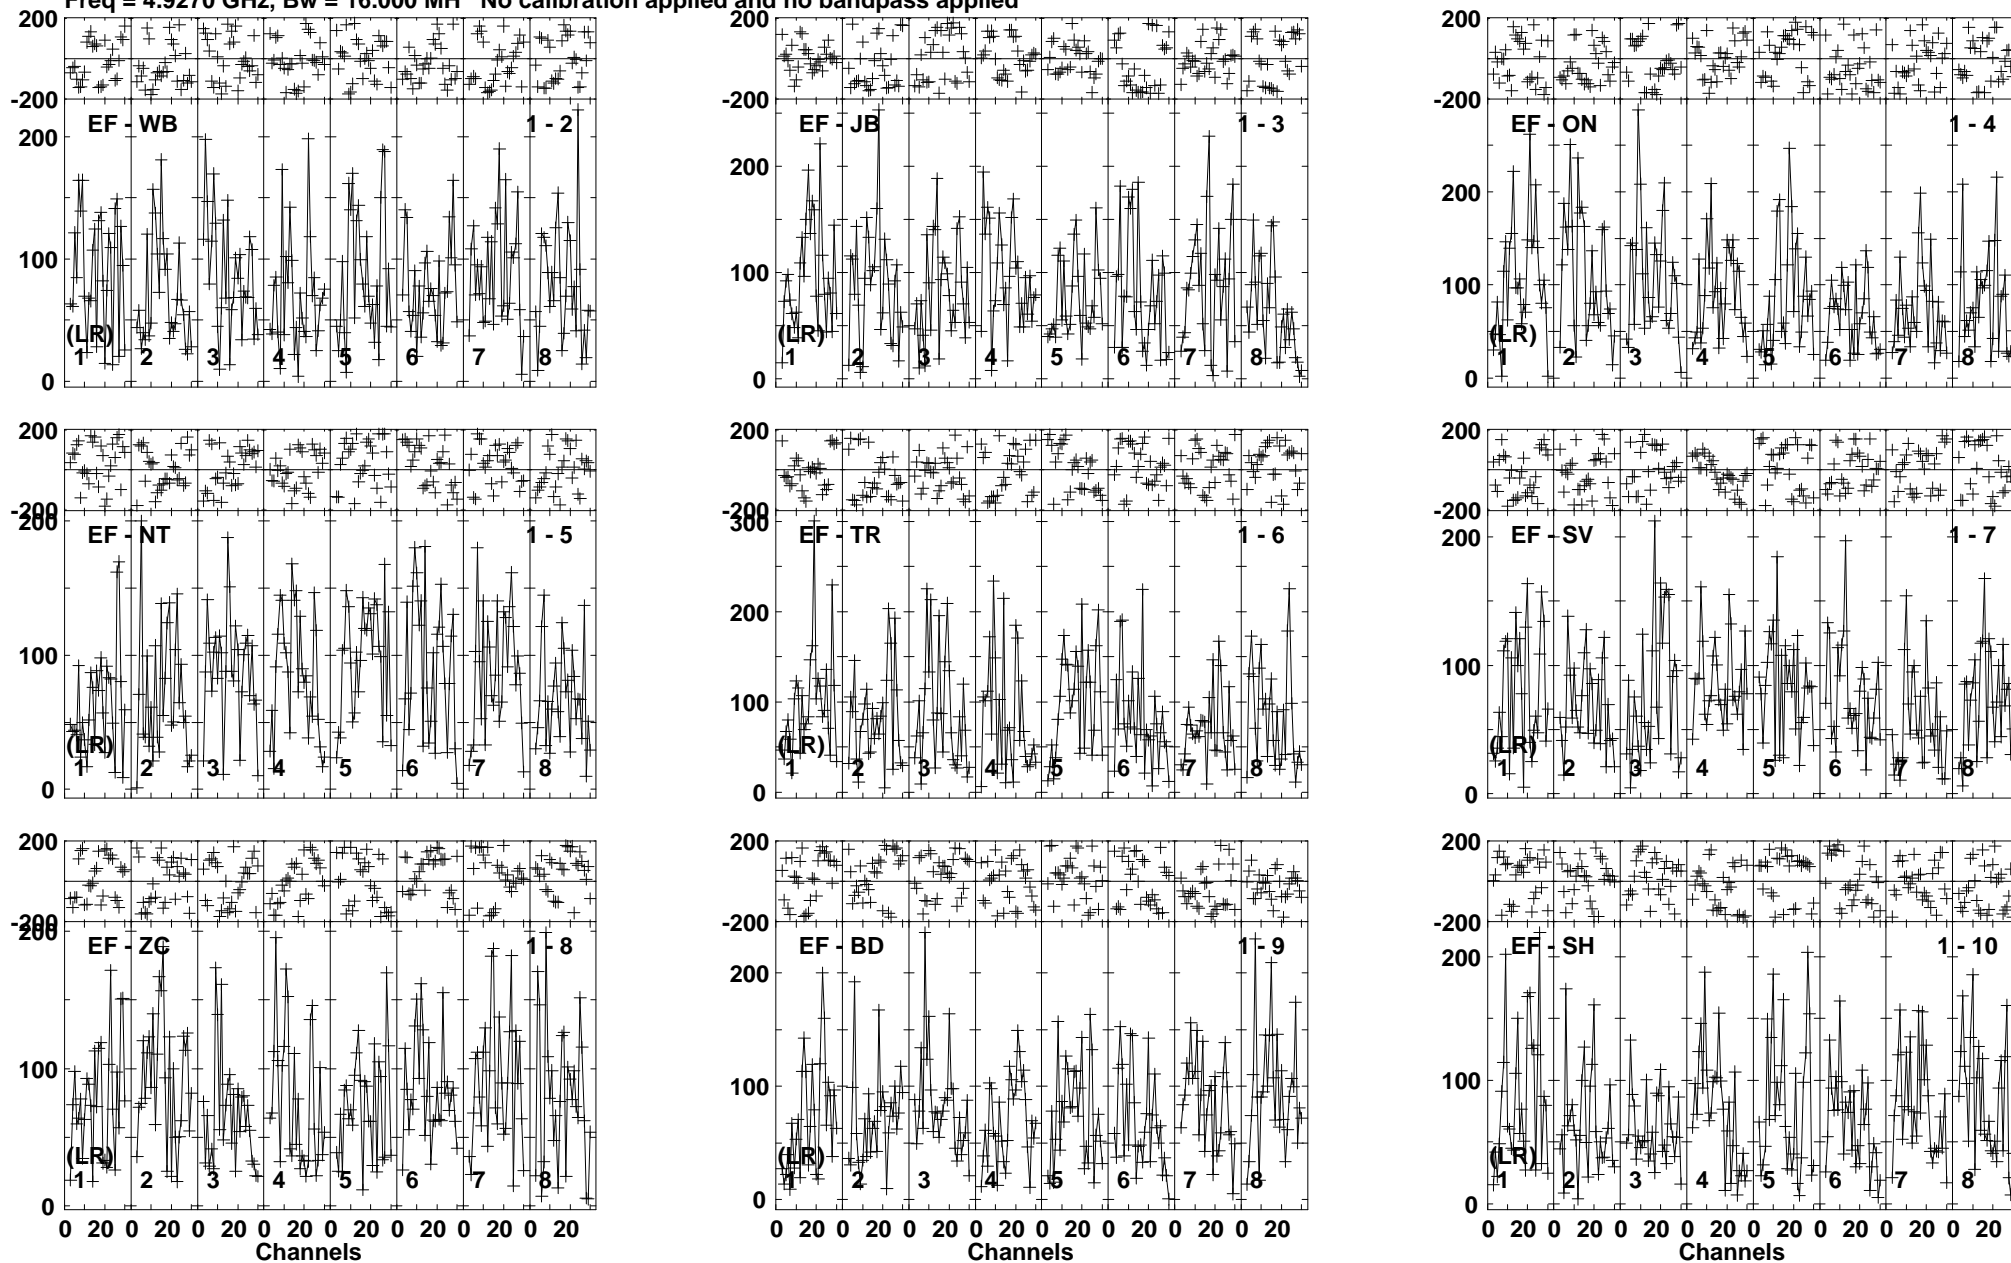 Freq = 4.9270 GHz, Bw = 16.000 MH No calibration applied and no bandpass applied
200 200 200
-200 -200 -200
EF - WB 1 - 2 EF - JB 1 - 3 EF - ON 1 - 4
200 200 200
100 100 100
(LR) (LR) (LR)
1 2 3 4 5 6 7 8 1 2 3 4 5 6 7 8 1 2 3 4 5 6 7 8
0 0 0
200 200 200
-200 -200 -200
200 300
EF - NT 1 - 5 EF - TR 1 - 6 EF - SV 1 - 7
200 200
100 100 100
(LR) (LR) (LR)
1 2 3 4 5 6 7 8 1 2 3 4 5 6 7 8 1 2 3 4 5 6 7 8
0 0 0
200 200 200
-200 -200 -200
200
EF - ZC 1 - 8 EF - BD 1 - 9 EF - SH 1 - 10
200 200
100 100 100
(LR) (LR) (LR)
1 2 3 4 5 6 7 8 1 2 3 4 5 6 7 8 1 2 3 4 5 6 7 8
0 0 0
0 20 0 20 0 20 0 20 0 20 0 20 0 20 0 20 0 20 0 20 0 20 0 20 0 20 0 20 0 20 0 20 0 20 0 20 0 20 0 20 0 20 0 20 0 20 0 20
Channels Channels Channels